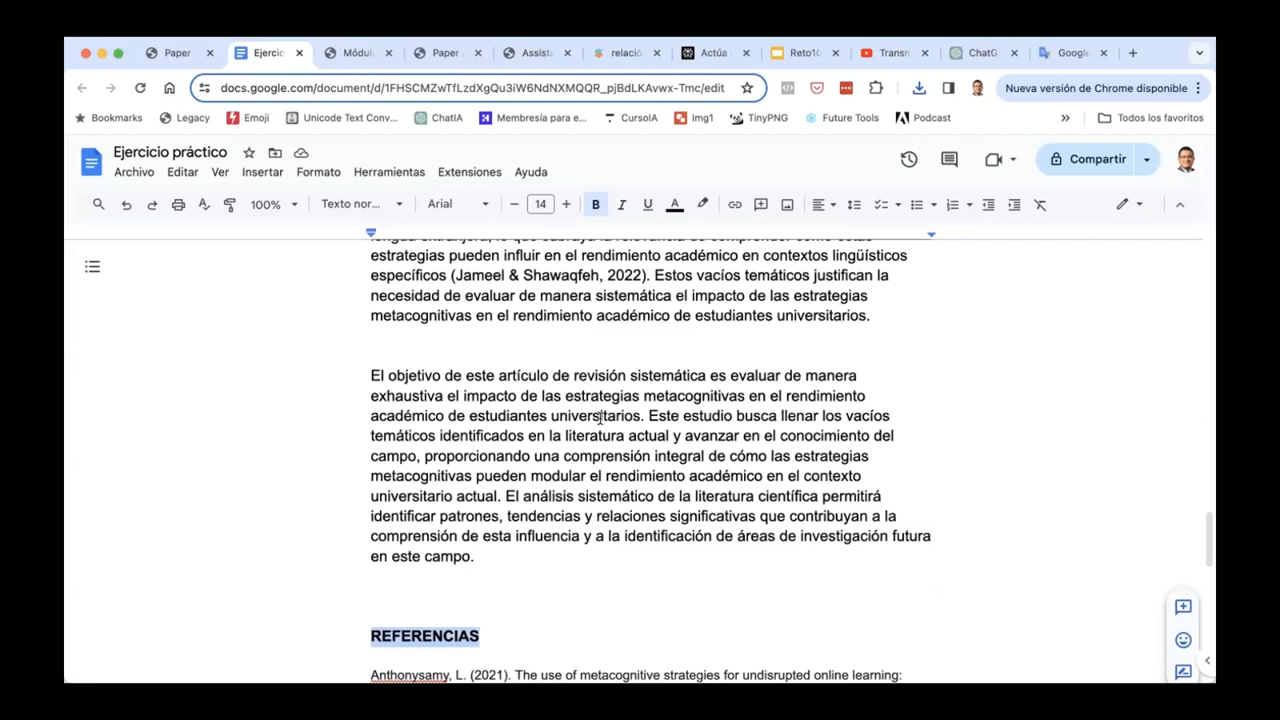 Paper
Ejercic
Módul
Paper
Assist
relació
Actúa
Reto10
Transn
ChatG
Google
docs.google.com/document/d/1FHSCMZwTfLzdXgQu3iW6NdNXMQQR_pjBdLKAvwx-Tmc/edit
Nueva versión de Chrome disponible
Bookmarks
Legacy
Emoji
Unicode Text Conv...
ChatIA
Membresía para e...
CursoIA
Img1
TinyPNG
Future Tools
Podcast
Todos los favoritos
Ejercicio práctico
Archivo Editar Ver Insertar Formato Herramientas Extensiones Ayuda
Compartir
100% Texto nor... Arial 14 B I U A
estrategias pueden influir en el rendimiento académico en contextos lingüísticos
específicos (Jameel & Shawaqfeh, 2022). Estos vacíos temáticos justifican la
necesidad de evaluar de manera sistemática el impacto de las estrategias
metacognitivas en el rendimiento académico de estudiantes universitarios.
El objetivo de este artículo de revisión sistemática es evaluar de manera
exhaustiva el impacto de las estrategias metacognitivas en el rendimiento
académico de estudiantes universitarios. Este estudio busca llenar los vacíos
temáticos identificados en la literatura actual y avanzar en el conocimiento del
campo, proporcionando una comprensión integral de cómo las estrategias
metacognitivas pueden modular el rendimiento académico en el contexto
universitario actual. El análisis sistemático de la literatura científica permitirá
identificar patrones, tendencias y relaciones significativas que contribuyan a la
comprensión de esta influencia y a la identificación de áreas de investigación futura
en este campo.
REFERENCIAS
Anthonysamy, L. (2021). The use of metacognitive strategies for undisrupted online learning: